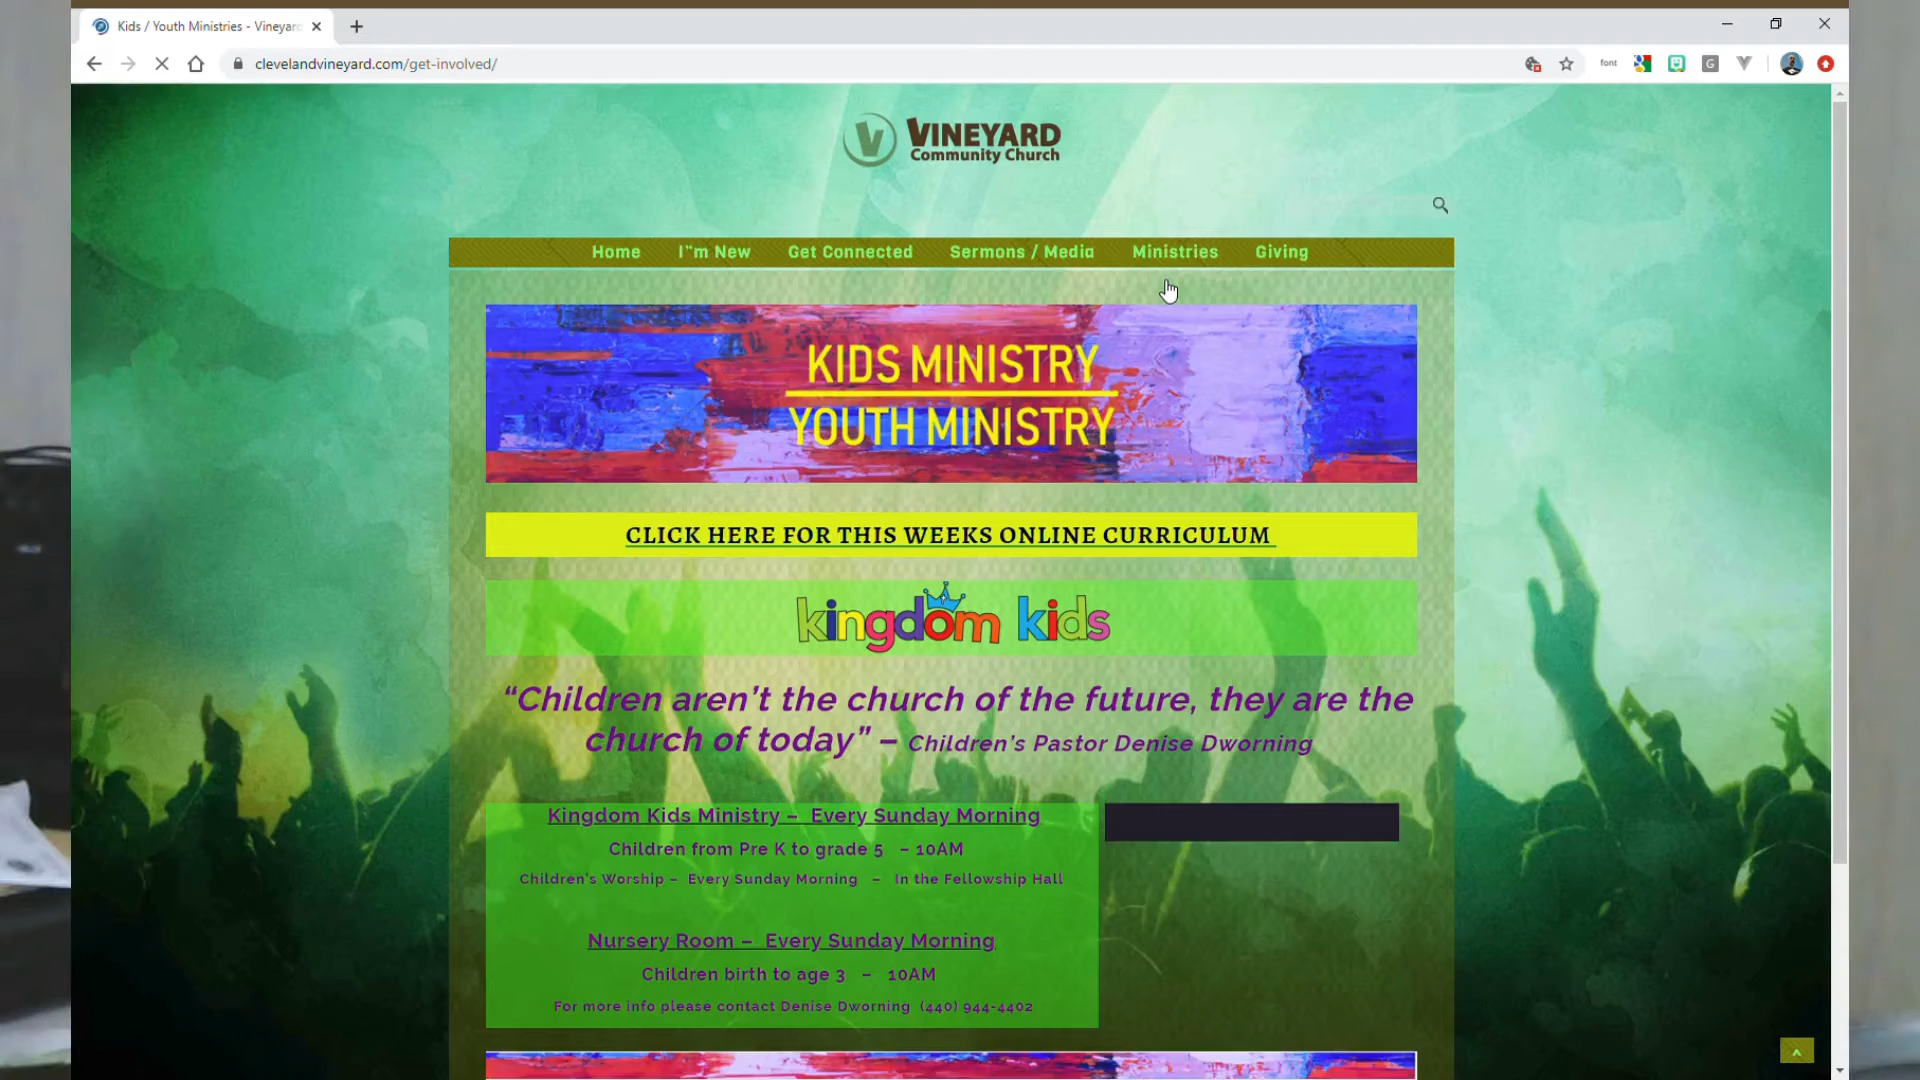 Kids / Youth Ministries - Vineyar
clevelandvineyard.com/get-involved/
font
G
V
VINEYARD
Community Church
Home I"m New Get Connected Sermons / Media Ministries Giving
KIDS MINISTRY
YOUTH MINISTRY
CLICK HERE FOR THIS WEEKS ONLINE CURRICULUM
kingdom kids
“Children aren’t the church of the future, they are the
church of today” – Children’s Pastor Denise Dworning
Kingdom Kids Ministry – Every Sunday Morning
Children from Pre K to grade 5 – 10AM
Children’s Worship – Every Sunday Morning – In the Fellowship Hall
Nursery Room – Every Sunday Morning
Children birth to age 3 – 10AM
For more info please contact Denise Dworning (440) 944-4402